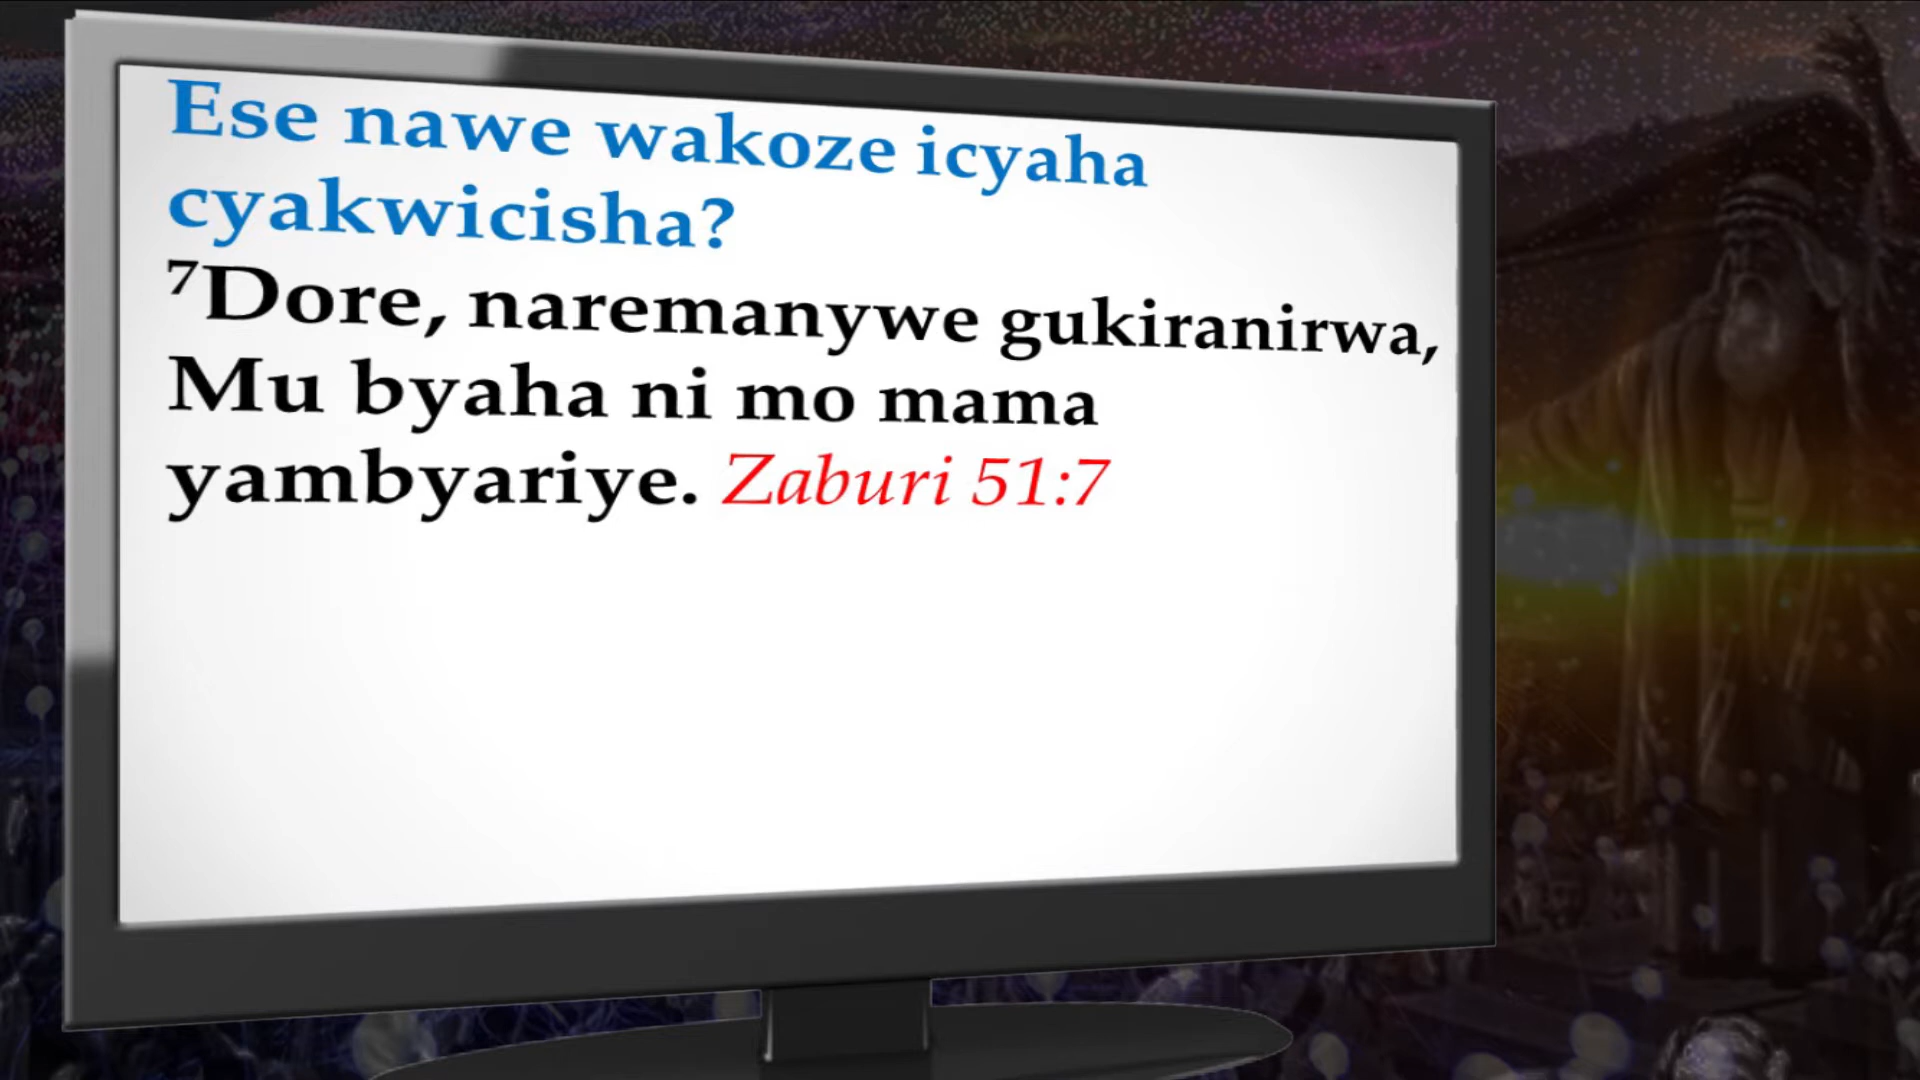 Ese nawe wakoze icyaha
cyakwicisha?
⁷Dore, naremanywe gukiranirwa,
Mu byaha ni mo mama
yambyariye. Zaburi 51:7